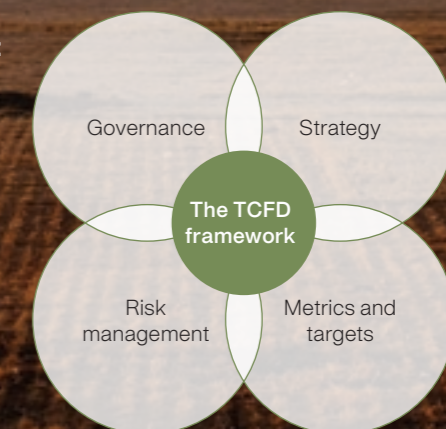 Governance
Strategy
The TCFD
framework
Risk
management
Metrics and
targets